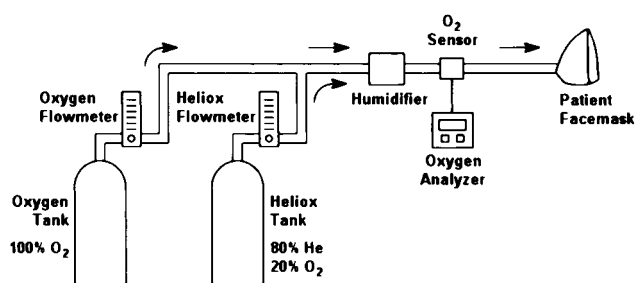 O2
Sensor
Oxygen
Flowmeter
Heliox
Flowmeter
Humidifier
Patient
Facemask
Oxygen
Analyzer
Oxygen
Tank
100% O2
Heliox
Tank
80% He
20% O2